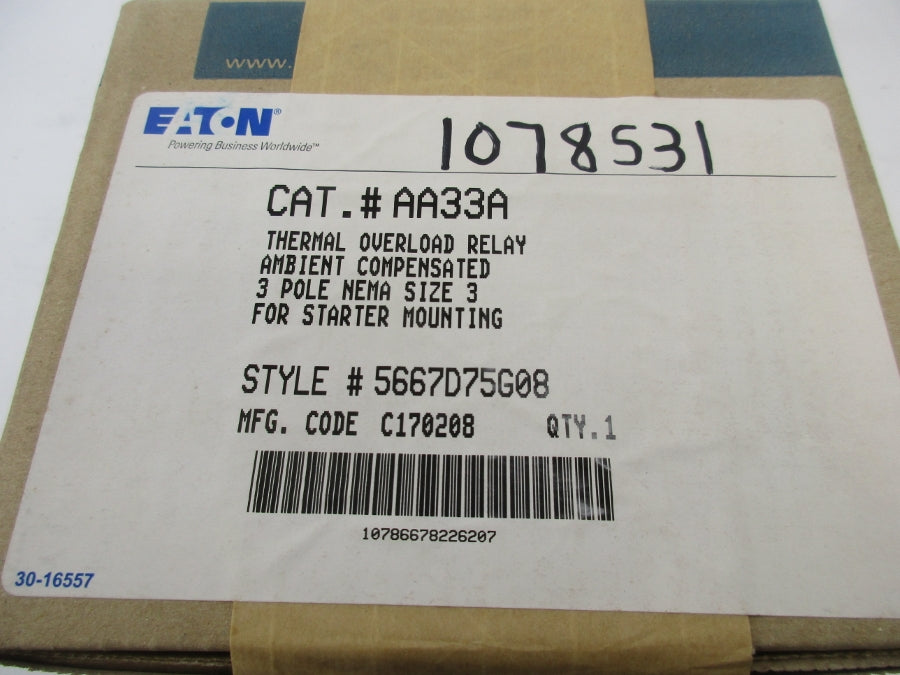 www.
EATON®
Powering Business Worldwide™
1078531
CAT.# AA33A
THERMAL OVERLOAD RELAY
AMBIENT COMPENSATED
3 POLE NEMA SIZE 3
FOR STARTER MOUNTING
STYLE # 5667D75G08
MFG. CODE C170208 QTY.1
10786678226207
30-16557